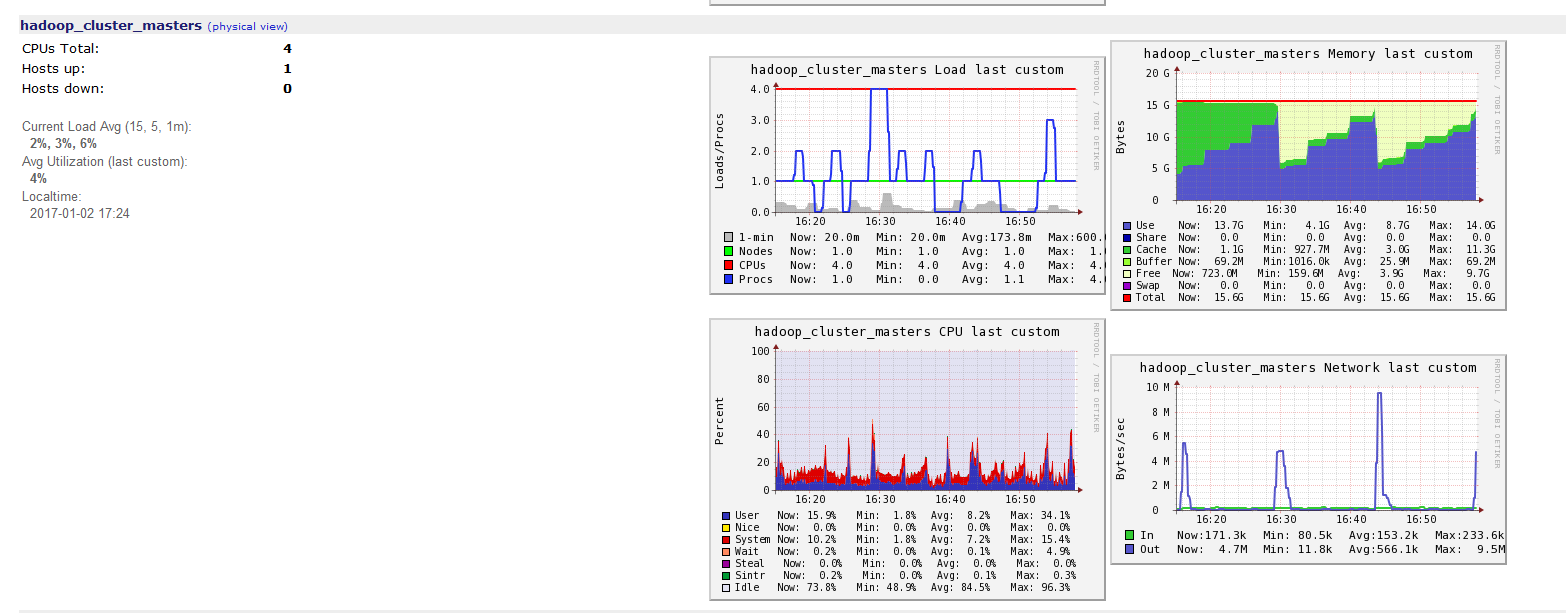 hadoop_cluster_masters (physical view)
CPUs Total: 4
Hosts up: 1
Hosts down: 0
Current Load Avg (15, 5, 1m):
2%, 3%, 6%
Avg Utilization (last custom):
4%
Localtime:
2017-01-02 17:24
hadoop_cluster_masters Load last custom
RRDTOOL / TOBI OETIKER
Loads/Procs
4.0
3.0
2.0
1.0
0.0
16:20 16:30 16:40 16:50
1-min Now: 20.0m Min: 20.0m Avg:173.8m Max:600.
Nodes Now: 1.0 Min: 1.0 Avg: 1.0 Max: 1.
CPUs Now: 4.0 Min: 4.0 Avg: 4.0 Max: 4.
Procs Now: 1.0 Min: 0.0 Avg: 1.1 Max: 4.
hadoop_cluster_masters Memory last custom
RRDTOOL / TOBI OETIKER
Bytes
20 G
15 G
10 G
5 G
0
16:20 16:30 16:40 16:50
Use Now: 13.7G Min: 4.1G Avg: 8.7G Max: 14.0G
Share Now: 0.0 Min: 0.0 Avg: 0.0 Max: 0.0
Cache Now: 1.1G Min: 927.7M Avg: 3.0G Max: 11.3G
Buffer Now: 69.2M Min:1016.0k Avg: 25.9M Max: 69.2M
Free Now: 723.0M Min: 159.6M Avg: 3.9G Max: 9.7G
Swap Now: 0.0 Min: 0.0 Avg: 0.0 Max: 0.0
Total Now: 15.6G Min: 15.6G Avg: 15.6G Max: 15.6G
hadoop_cluster_masters CPU last custom
RRDTOOL / TOBI OETIKER
Percent
100
80
60
40
20
0
16:20 16:30 16:40 16:50
User Now: 15.9% Min: 1.8% Avg: 8.2% Max: 34.1%
Nice Now: 0.0% Min: 0.0% Avg: 0.0% Max: 0.0%
System Now: 10.2% Min: 1.8% Avg: 7.2% Max: 15.4%
Wait Now: 0.2% Min: 0.0% Avg: 0.1% Max: 4.9%
Steal Now: 0.0% Min: 0.0% Avg: 0.0% Max: 0.0%
Sintr Now: 0.2% Min: 0.0% Avg: 0.1% Max: 0.3%
Idle Now: 73.8% Min: 48.9% Avg: 84.5% Max: 96.3%
hadoop_cluster_masters Network last custom
RRDTOOL / TOBI OETIKER
Bytes/sec
10 M
8 M
6 M
4 M
2 M
0
16:20 16:30 16:40 16:50
In Now:171.3k Min: 80.5k Avg:153.2k Max:233.6k
Out Now: 4.7M Min: 11.8k Avg:566.1k Max: 9.5M